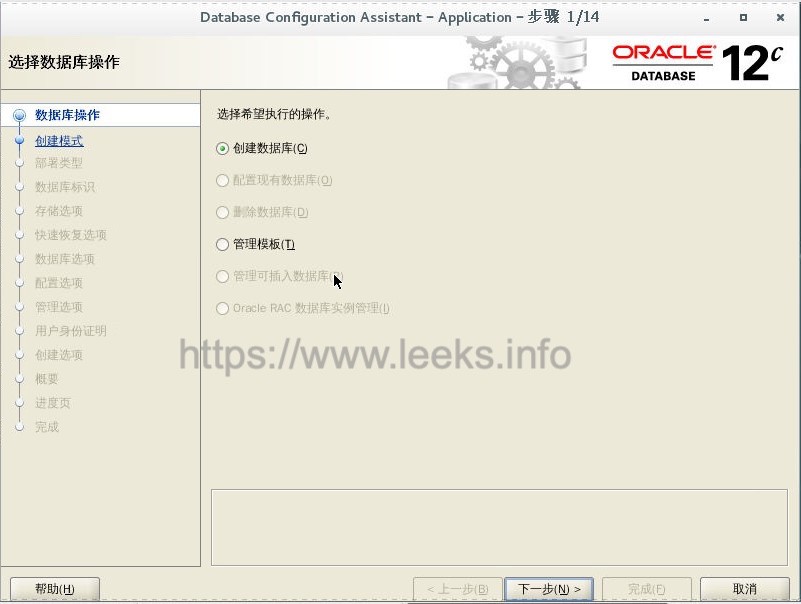 Database Configuration Assistant - Application - 步骤 1/14
选择数据库操作
ORACLE
DATABASE
12c
数据库操作
创建模式
部署类型
数据库标识
存储选项
快速恢复选项
数据库选项
配置选项
管理选项
用户身份证明
创建选项
概要
进度页
完成
选择希望执行的操作。
创建数据库(C)
配置现有数据库(O)
删除数据库(D)
管理模板(T)
管理可插入数据库
Oracle RAC 数据库实例管理(I)
https://www.leeks.info
帮助(H)
< 上一步(B)
下一步(N) >
完成(F)
取消